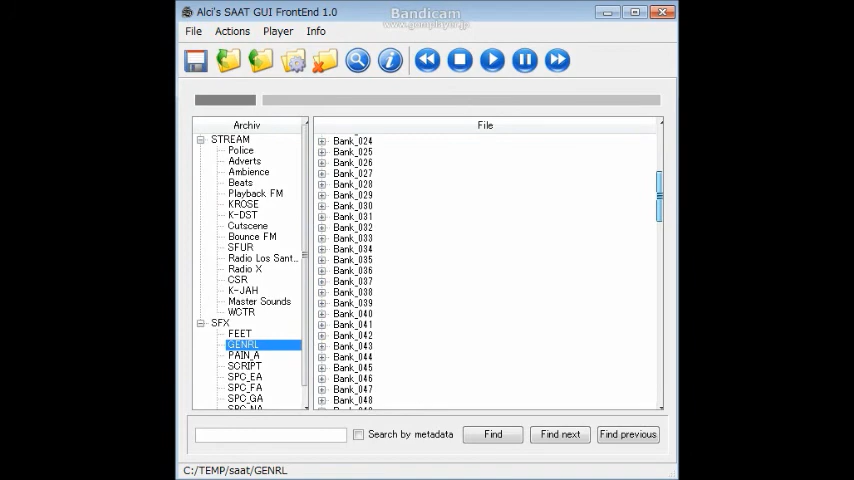 Alci's SAAT GUI FrontEnd 1.0
Bandicam
www.gomplayer.jp
File Actions Player Info
Archiv
File
STREAM
Police
Adverts
Ambience
Beats
Playback FM
KROSE
K-DST
Cutscene
Bounce FM
SFUR
Radio Los Sant...
Radio X
CSR
K-JAH
Master Sounds
WCTR
SFX
FEET
GENRL
PAIN_A
SCRIPT
SPC_EA
SPC_FA
SPC_GA
SPC_NA
Bank_024
Bank_025
Bank_026
Bank_027
Bank_028
Bank_029
Bank_030
Bank_031
Bank_032
Bank_033
Bank_034
Bank_035
Bank_036
Bank_037
Bank_038
Bank_039
Bank_040
Bank_041
Bank_042
Bank_043
Bank_044
Bank_045
Bank_046
Bank_047
Bank_048
Search by metadata
Find
Find next
Find previous
C:/TEMP/saat/GENRL